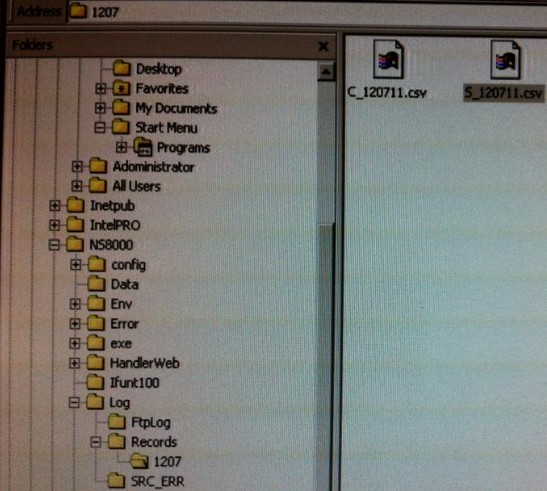 Address 1207
Folders
Desktop
Favorites
My Documents
Start Menu
Programs
Adoministrator
All Users
Inetpub
IntelPRO
NS8000
config
Data
Env
Error
exe
HandlerWeb
Ifunt100
Log
FtpLog
Records
1207
SRC_ERR
C_120711.csv
S_120711.csv